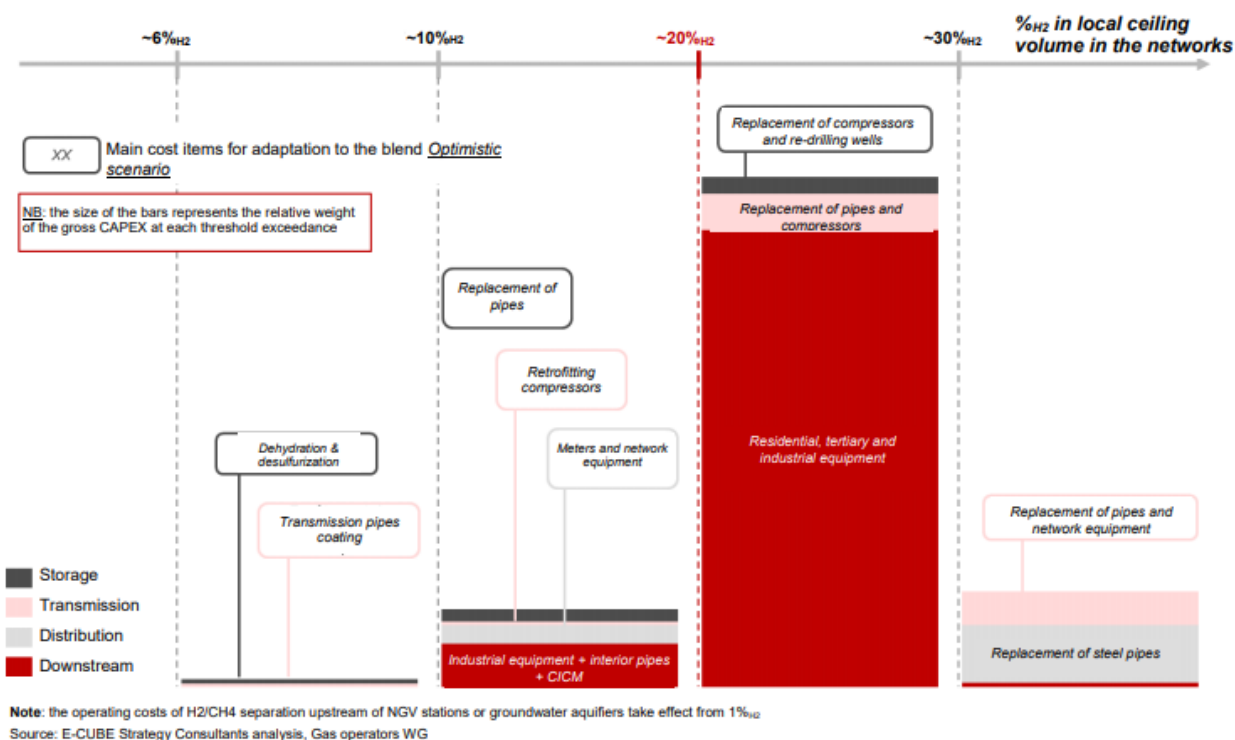 %H2 in local ceiling
volume in the networks
~6%H2
~10%H2
~20%H2
~30%H2
XX
Main cost items for adaptation to the blend Optimistic
scenario
NB: the size of the bars represents the relative weight
of the gross CAPEX at each threshold exceedance
Replacement of compressors
and re-drilling wells
Replacement of pipes and
compressors
Replacement of
pipes
Retrofitting
compressors
Meters and network
equipment
Dehydration &
desulfurization
Transmission pipes
coating
Residential, tertiary and
industrial equipment
Replacement of pipes and
network equipment
Storage
Transmission
Distribution
Downstream
Industrial equipment + interior pipes
+ CICM
Replacement of steel pipes
Note: the operating costs of H2/CH4 separation upstream of NGV stations or groundwater aquifiers take effect from 1%H2
Source: E-CUBE Strategy Consultants analysis, Gas operators WG